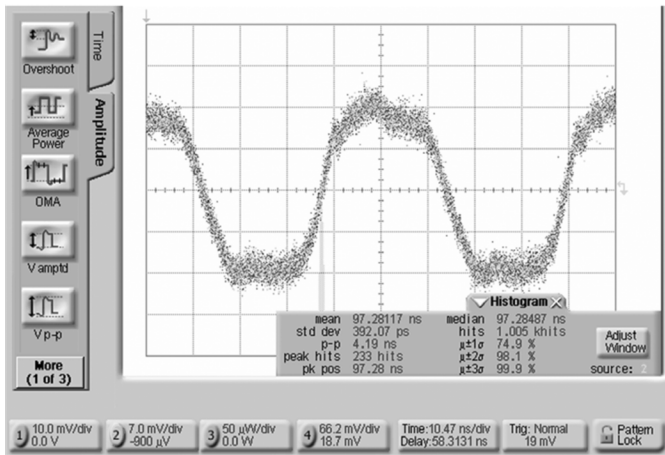 Time
Amplitude
Overshoot
Average
Power
OMA
V amptd
V p-p
More
(1 of 3)
Histogram
mean 97.28117 ns median 97.28487 ns
std dev 392.07 ps hits 1.005 khits
p-p 4.19 ns μ±1σ 74.9 %
peak hits 233 hits μ±2σ 98.1 %
pk pos 97.28 ns μ±3σ 99.9 %
Adjust
Window
source: 2
1 10.0 mV/div
0.0 V
2 7.0 mV/div
-900 μV
3 50 μW/div
0.0 W
4 66.2 mV/div
18.7 mV
Time:10.47 ns/div
Delay:58.3131 ns
Trig: Normal
19 mV
Pattern
Lock